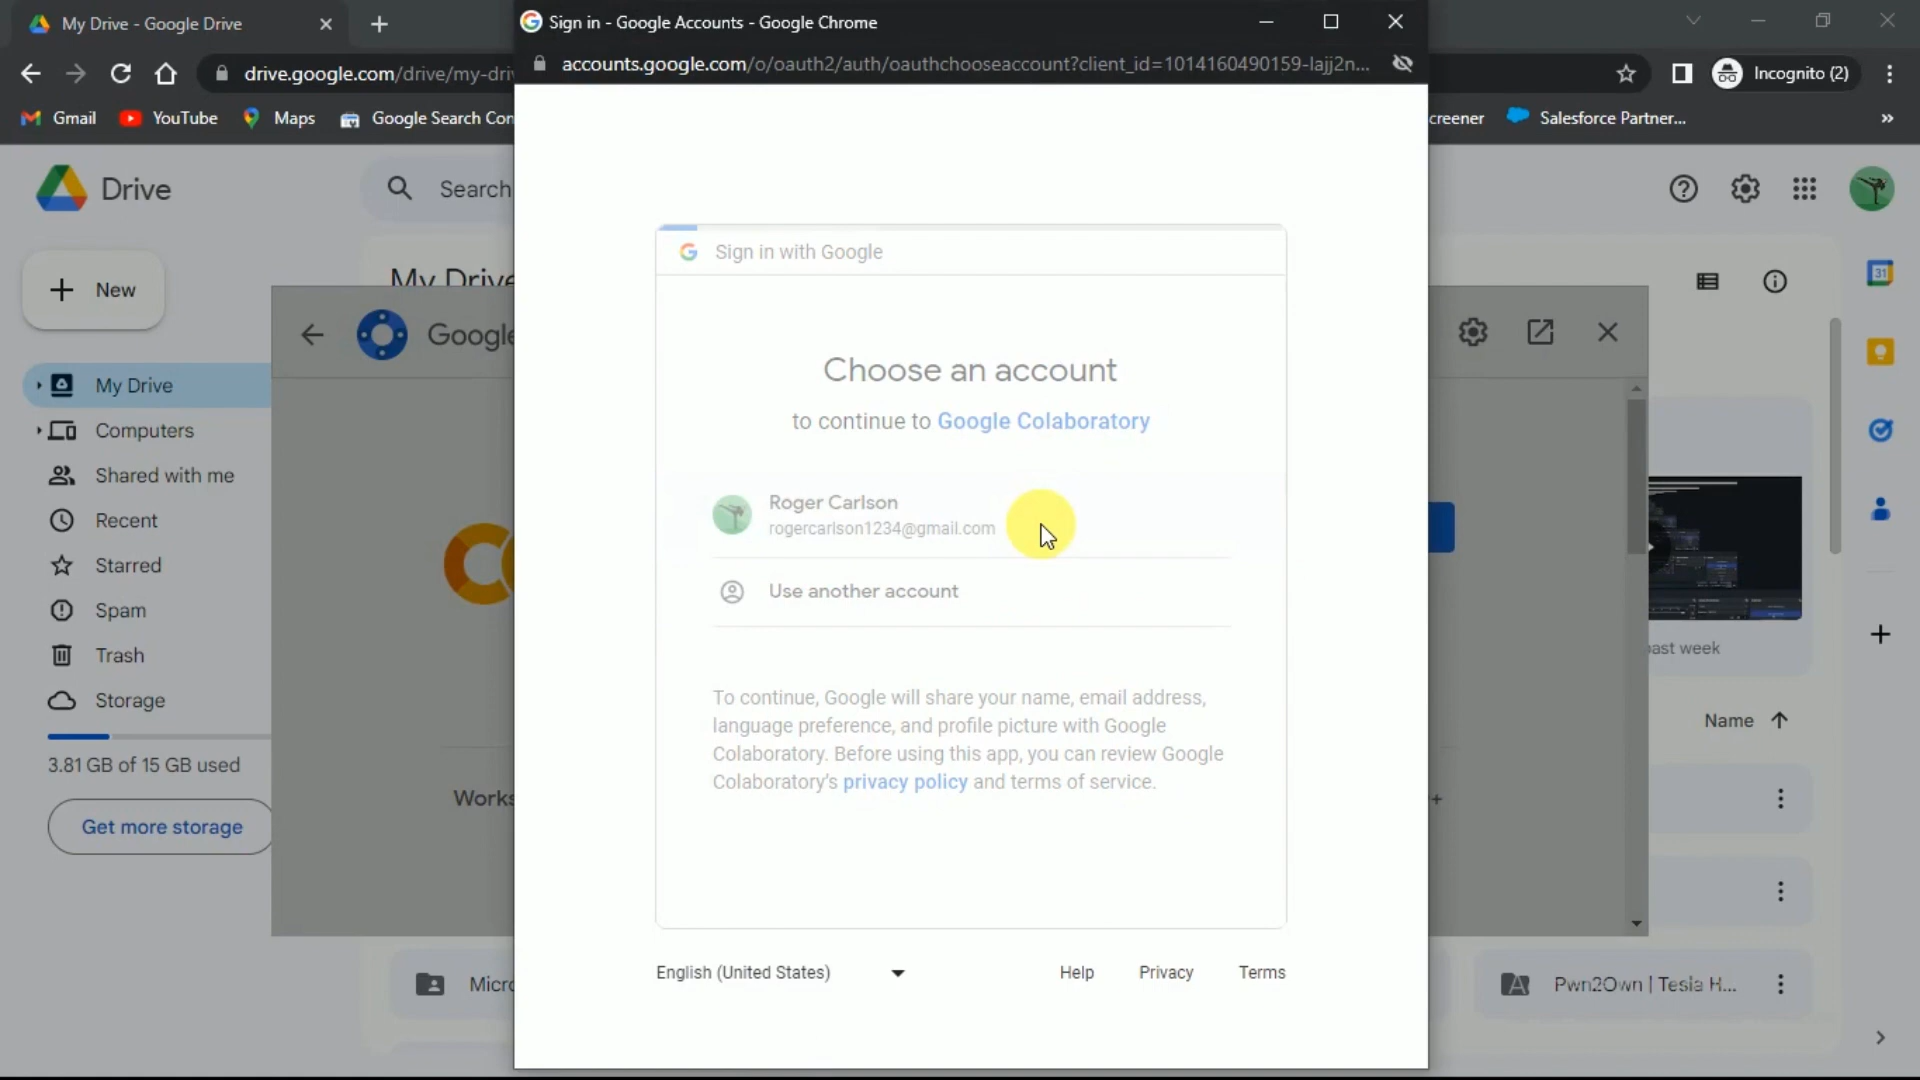 My Drive - Google Drive
Sign in - Google Accounts - Google Chrome
drive.google.com/drive/my-dri
accounts.google.com/o/oauth2/auth/oauthchooseaccount?client_id=1014160490159-lajj2n...
Incognito (2)
Gmail
YouTube
Maps
Google Search Con
creener
Salesforce Partner...
Drive
Search
Sign in with Google
New
My Drive
Google
Choose an account
to continue to Google Colaboratory
My Drive
Computers
Shared with me
Recent
Starred
Spam
Trash
Storage
3.81 GB of 15 GB used
Get more storage
Roger Carlson
rogercarlson1234@gmail.com
Use another account
To continue, Google will share your name, email address,
language preference, and profile picture with Google
Colaboratory. Before using this app, you can review Google
Colaboratory's privacy policy and terms of service.
Works
past week
Name
31
English (United States)
Help
Privacy
Terms
Micro
Pwn2Own | Tesla H...